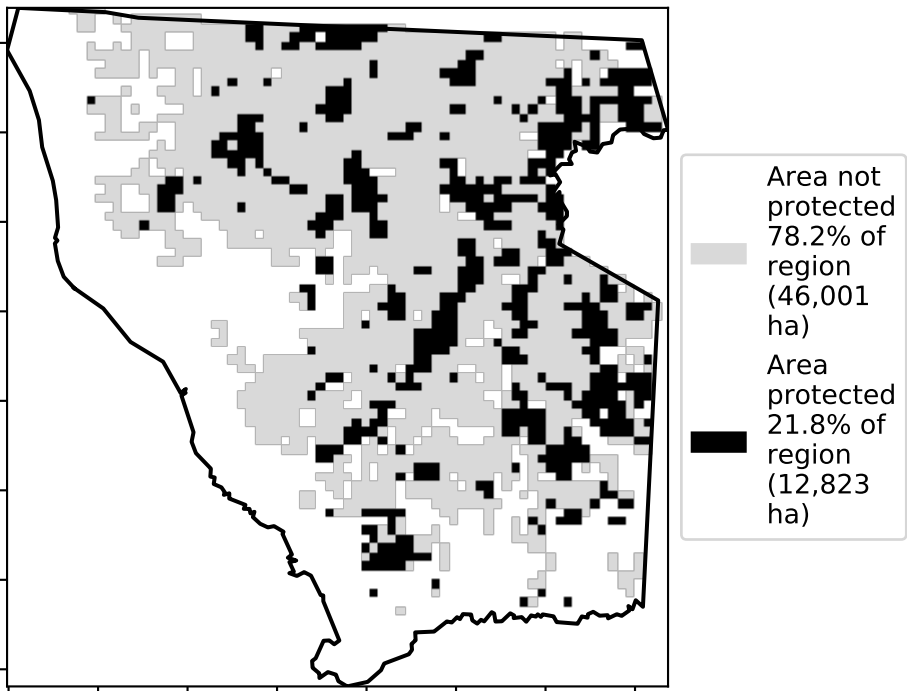 Area not
protected
78.2% of
region
(46,001
ha)
Area
protected
21.8% of
region
(12,823
ha)